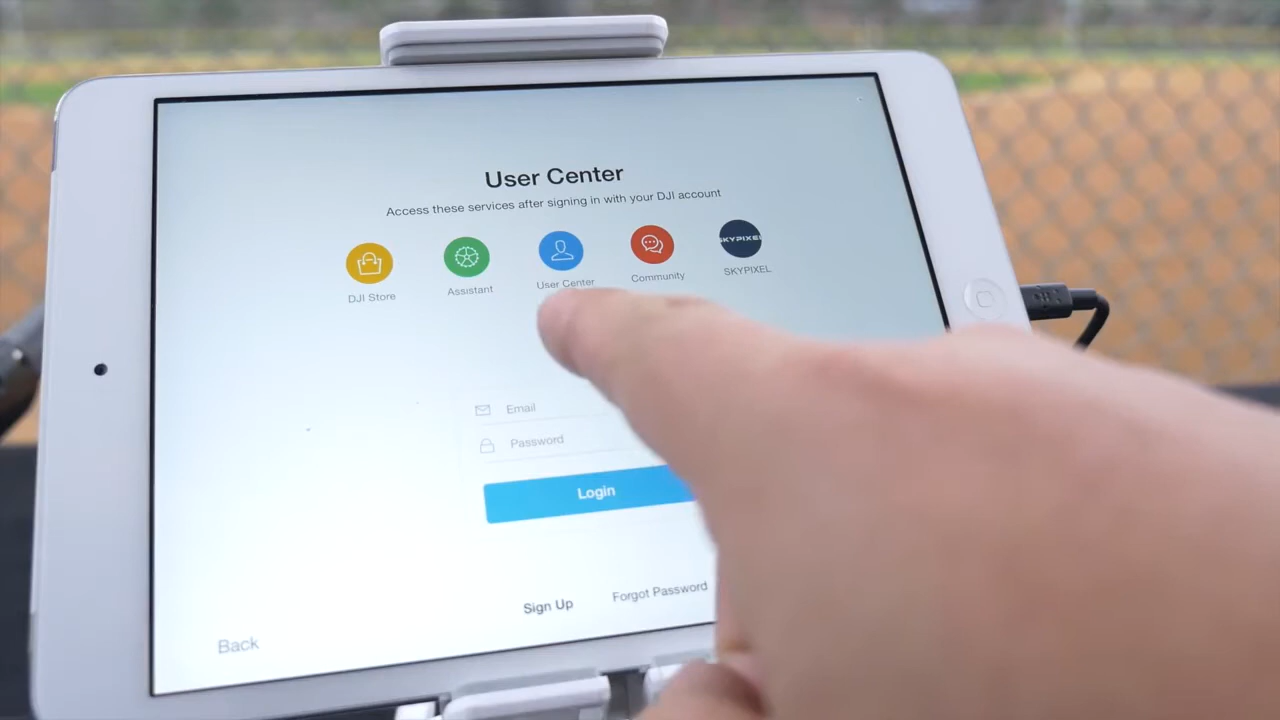 User Center
Access these services after signing in with your DJI account
DJI Store
Assistant
User Center
Community
SKYPIXEL
SKYPIXEL
Email
Password
Login
Sign Up
Forgot Password
Back